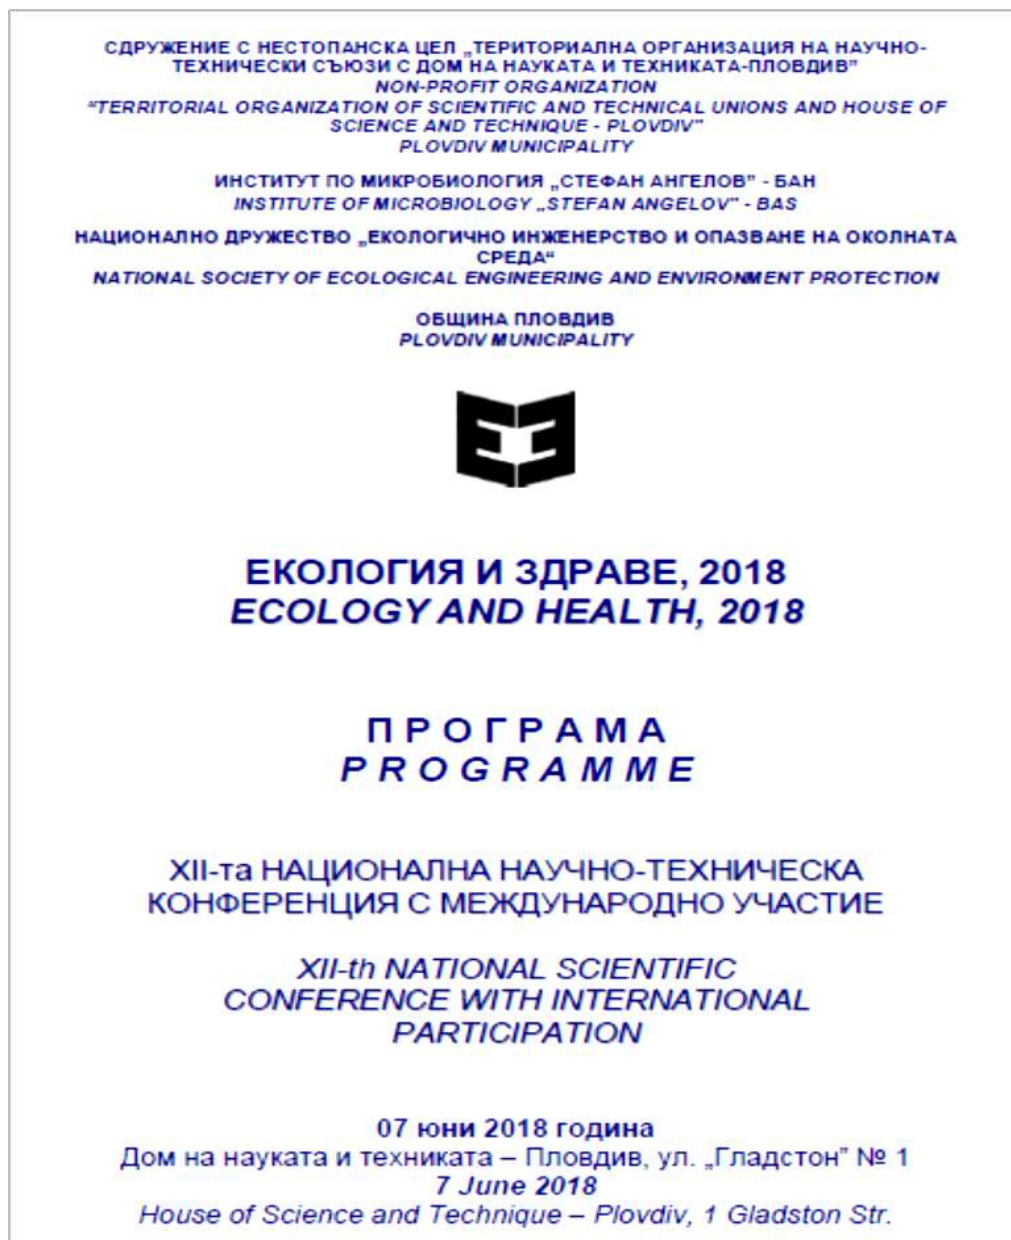 СДРУЖЕНИЕ С НЕСТОПАНСКА ЦЕЛ „ТЕРИТОРИАЛНА ОРГАНИЗАЦИЯ НА НАУЧНО-
ТЕХНИЧЕСКИ СЪЮЗИ С ДОМ НА НАУКАТА И ТЕХНИКАТА-ПЛОВДИВ”
NON-PROFIT ORGANIZATION
“TERRITORIAL ORGANIZATION OF SCIENTIFIC AND TECHNICAL UNIONS AND HOUSE OF
SCIENCE AND TECHNIQUE - PLOVDIV”
PLOVDIV MUNICIPALITY
ИНСТИТУТ ПО МИКРОБИОЛОГИЯ „СТЕФАН АНГЕЛОВ” - БАН
INSTITUTE OF MICROBIOLOGY „STEFAN ANGELOV” - BAS
НАЦИОНАЛНО ДРУЖЕСТВО „ЕКОЛОГИЧНО ИНЖЕНЕРСТВО И ОПАЗВАНЕ НА ОКОЛНАТА
СРЕДА“
NATIONAL SOCIETY OF ECOLOGICAL ENGINEERING AND ENVIRONMENT PROTECTION
ОБЩИНА ПЛОВДИВ
PLOVDIV MUNICIPALITY
ЕКОЛОГИЯ И ЗДРАВЕ, 2018
ECOLOGY AND HEALTH, 2018
П Р О Г Р А М А
P R O G R A M M E
XII-та НАЦИОНАЛНА НАУЧНО-ТЕХНИЧЕСКА
КОНФЕРЕНЦИЯ С МЕЖДУНАРОДНО УЧАСТИЕ
XII-th NATIONAL SCIENTIFIC
CONFERENCE WITH INTERNATIONAL
PARTICIPATION
07 юни 2018 година
Дом на науката и техниката – Пловдив, ул. „Гладстон” № 1
7 June 2018
House of Science and Technique – Plovdiv, 1 Gladston Str.